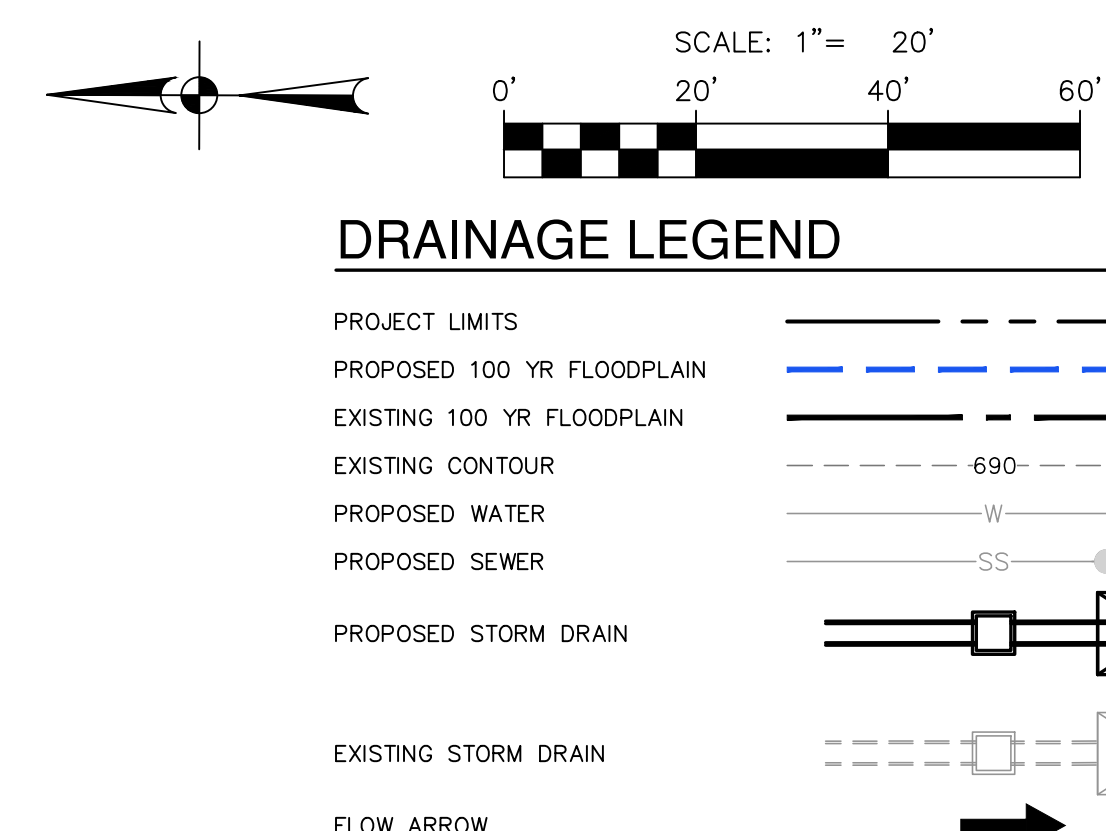 SCALE: 1"= 20'
0' 20' 40' 60'
DRAINAGE LEGEND
PROJECT LIMITS
PROPOSED 100 YR FLOODPLAIN
EXISTING 100 YR FLOODPLAIN
EXISTING CONTOUR 690
PROPOSED WATER W
PROPOSED SEWER SS
PROPOSED STORM DRAIN
EXISTING STORM DRAIN
FLOW ARROW